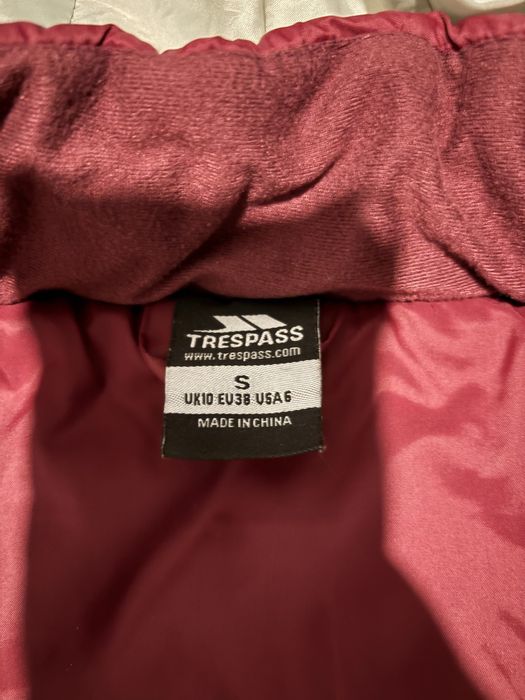 TRESPASS
www.trespass.com
S
UK10 EU38 USA6
MADE IN CHINA